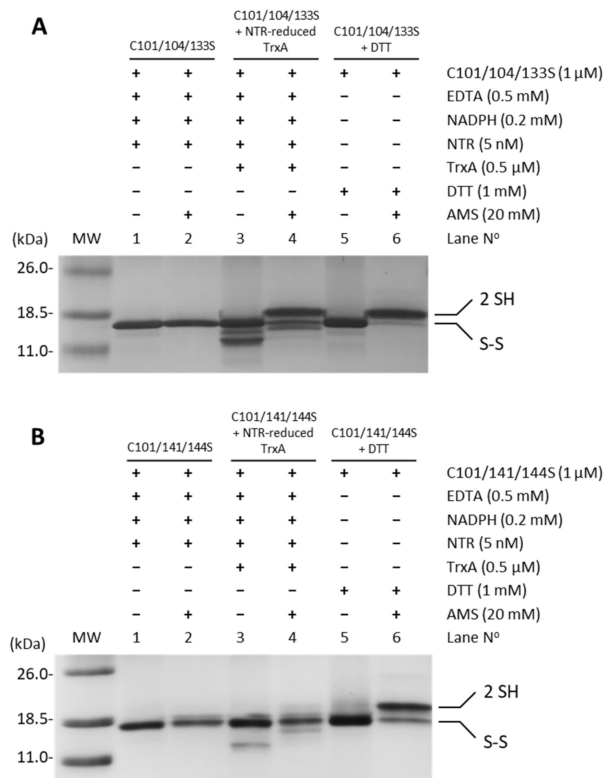 A
C101/104/133S
C101/104/133S
+ NTR-reduced
TrxA
C101/104/133S
+ DTT
+ + + + + + C101/104/133S (1 µM)
+ + + + – – EDTA (0.5 mM)
+ + + + – – NADPH (0.2 mM)
+ + + + – – NTR (5 nM)
– – + + – – TrxA (0.5 µM)
– – – – + + DTT (1 mM)
– + – + – + AMS (20 mM)
(kDa) MW 1 2 3 4 5 6 Lane Nº
26.0-
18.5-
11.0-
2 SH
S-S
B
C101/141/144S
C101/141/144S
+ NTR-reduced
TrxA
C101/141/144S
+ DTT
+ + + + + + C101/141/144S (1 µM)
+ + + + – – EDTA (0.5 mM)
+ + + + – – NADPH (0.2 mM)
+ + + + – – NTR (5 nM)
– – + + – – TrxA (0.5 µM)
– – – – + + DTT (1 mM)
– + – + – + AMS (20 mM)
(kDa) MW 1 2 3 4 5 6 Lane Nº
26.0-
18.5-
11.0-
2 SH
S-S